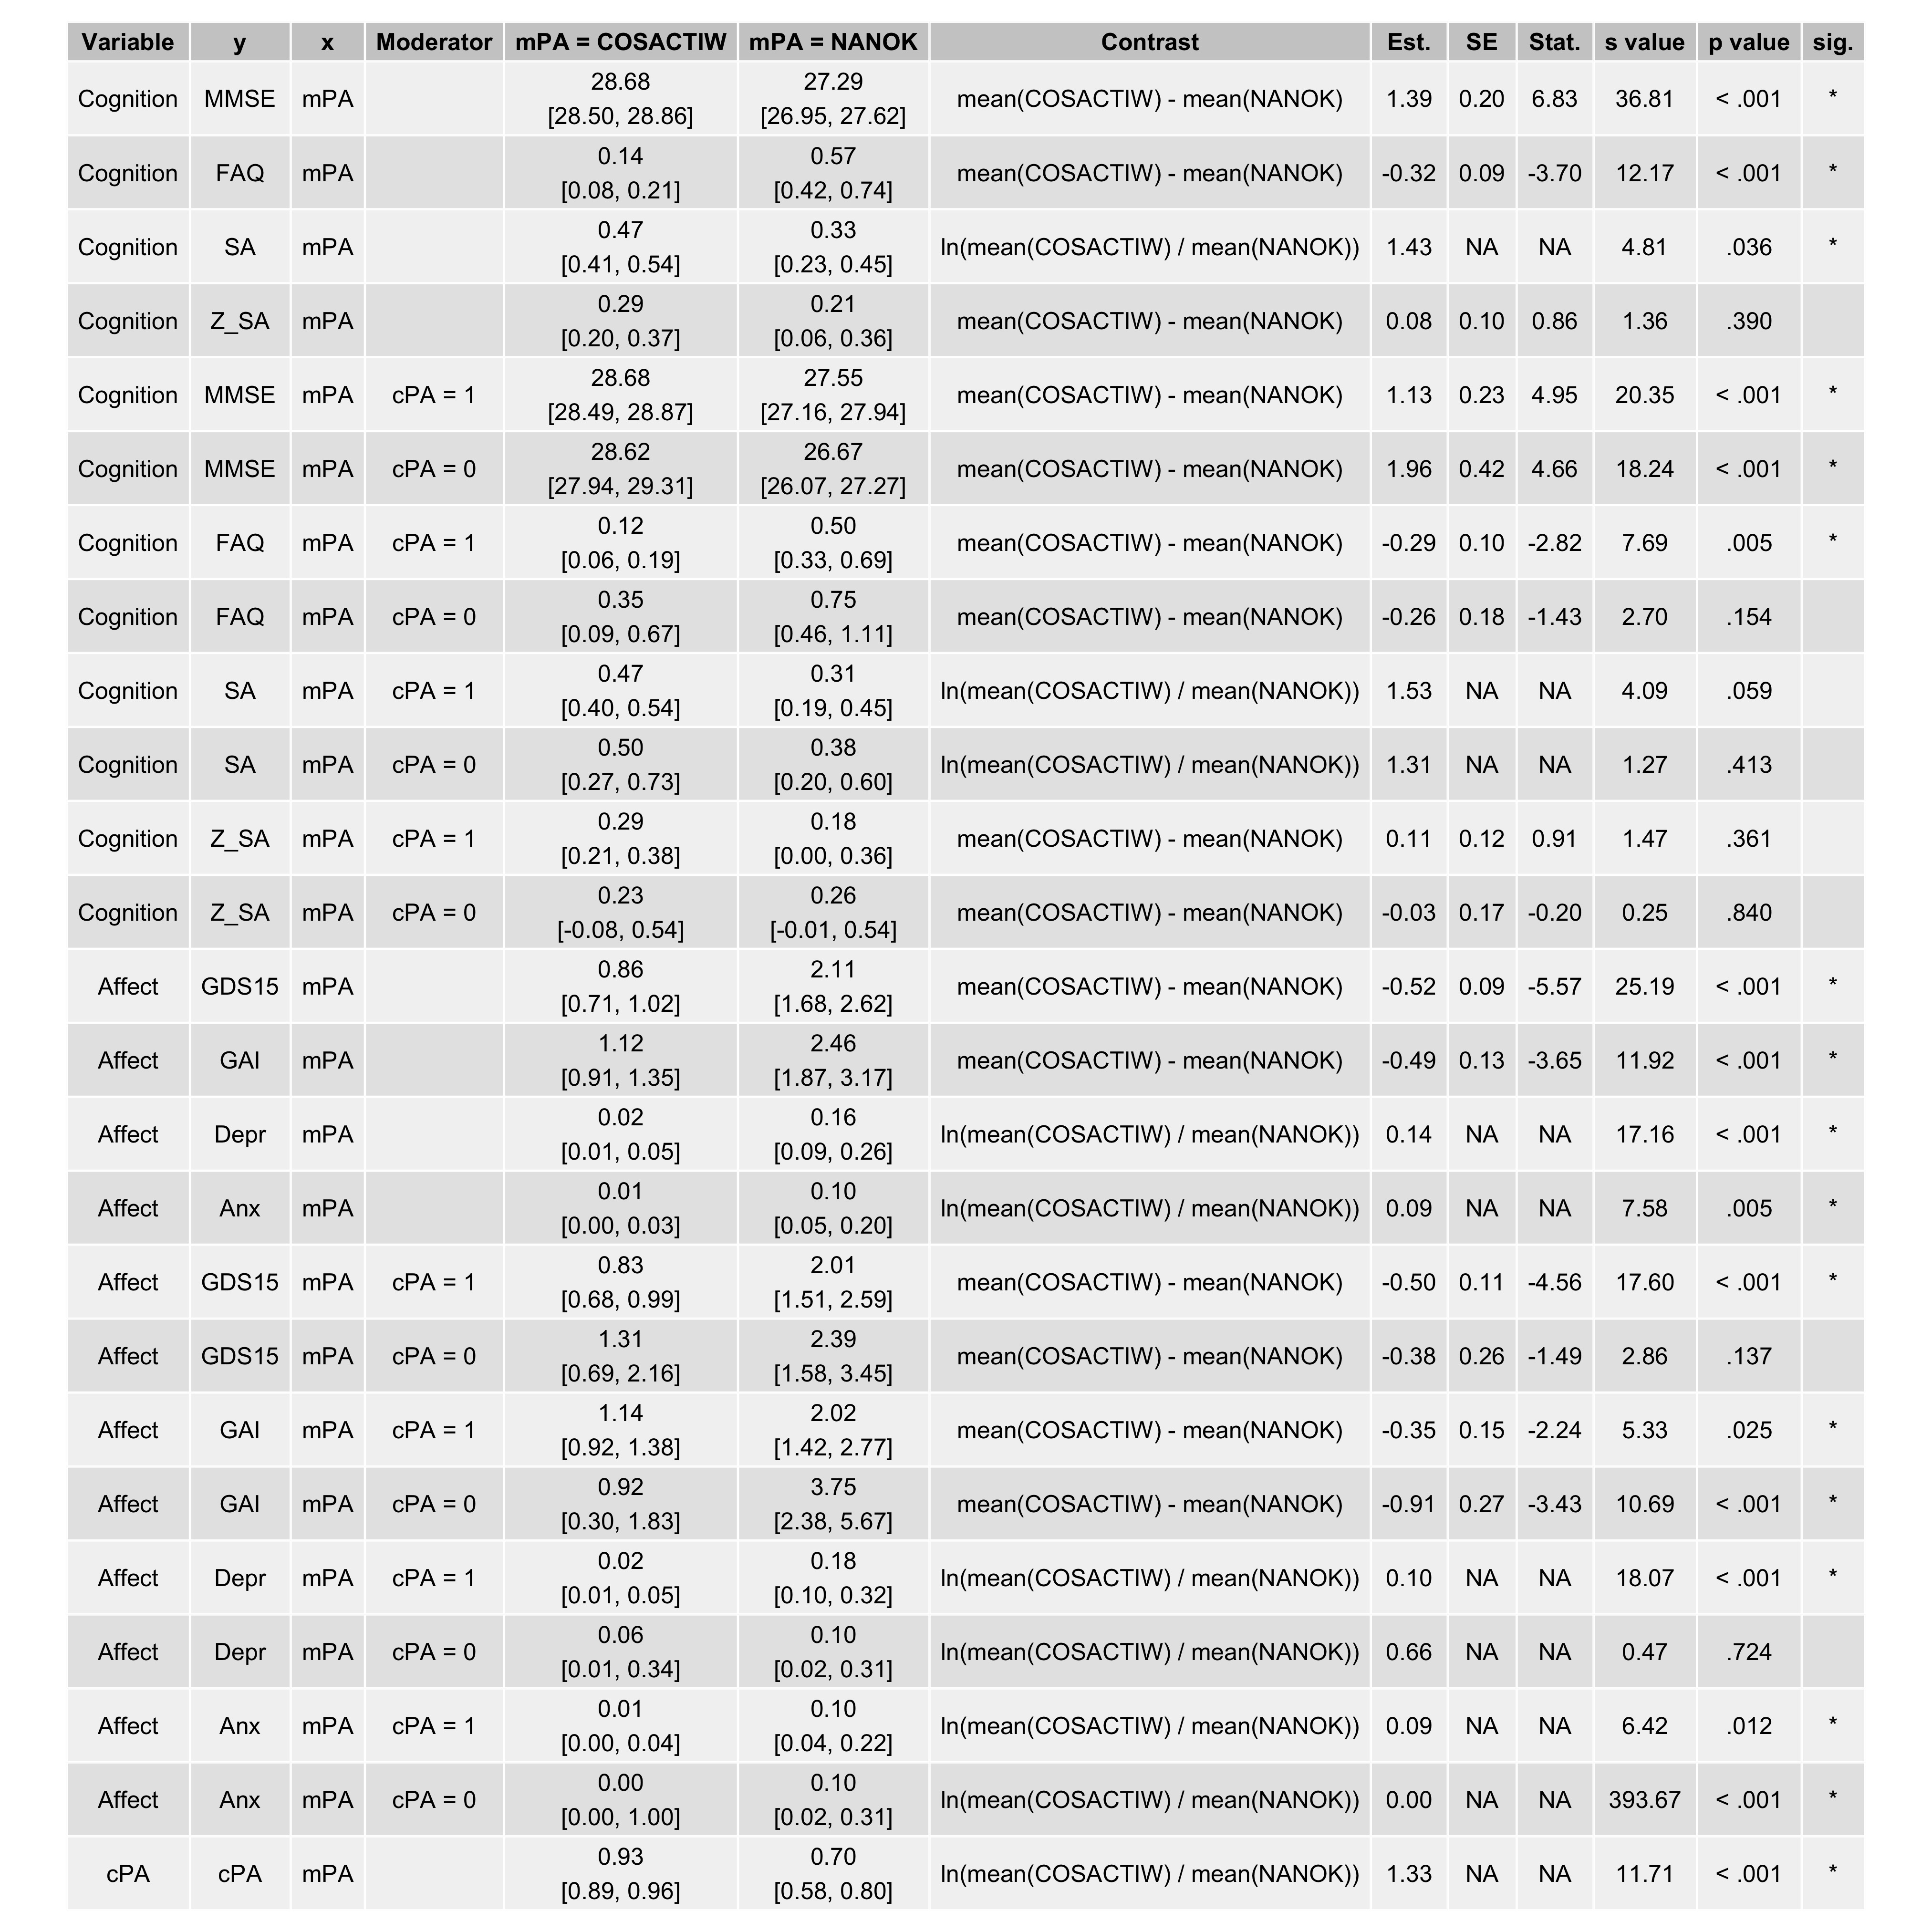 Variable y x Moderator mPA = COSACTIW mPA = NANOK Contrast Est. SE Stat. s value p value sig.
28.68 27.29
Cognition MMSE mPA mean(COSACTIW) - mean(NANOK) 1.39 0.20 6.83 36.81 < .001 *
[28.50, 28.86] [26.95, 27.62]
0.14 0.57
Cognition FAQ mPA mean(COSACTIW) - mean(NANOK) -0.32 0.09 -3.70 12.17 < .001 *
[0.08, 0.21] [0.42, 0.74]
0.47 0.33
Cognition SA mPA ln(mean(COSACTIW) / mean(NANOK)) 1.43 NA NA 4.81 .036 *
[0.41, 0.54] [0.23, 0.45]
0.29 0.21
Cognition Z_SA mPA mean(COSACTIW) - mean(NANOK) 0.08 0.10 0.86 1.36 .390
[0.20, 0.37] [0.06, 0.36]
28.68 27.55
Cognition MMSE mPA cPA = 1 mean(COSACTIW) - mean(NANOK) 1.13 0.23 4.95 20.35 < .001 *
[28.49, 28.87] [27.16, 27.94]
28.62 26.67
Cognition MMSE mPA cPA = 0 mean(COSACTIW) - mean(NANOK) 1.96 0.42 4.66 18.24 < .001 *
[27.94, 29.31] [26.07, 27.27]
0.12 0.50
Cognition FAQ mPA cPA = 1 mean(COSACTIW) - mean(NANOK) -0.29 0.10 -2.82 7.69 .005 *
[0.06, 0.19] [0.33, 0.69]
0.35 0.75
Cognition FAQ mPA cPA = 0 mean(COSACTIW) - mean(NANOK) -0.26 0.18 -1.43 2.70 .154
[0.09, 0.67] [0.46, 1.11]
0.47 0.31
Cognition SA mPA cPA = 1 ln(mean(COSACTIW) / mean(NANOK)) 1.53 NA NA 4.09 .059
[0.40, 0.54] [0.19, 0.45]
0.50 0.38
Cognition SA mPA cPA = 0 ln(mean(COSACTIW) / mean(NANOK)) 1.31 NA NA 1.27 .413
[0.27, 0.73] [0.20, 0.60]
0.29 0.18
Cognition Z_SA mPA cPA = 1 mean(COSACTIW) - mean(NANOK) 0.11 0.12 0.91 1.47 .361
[0.21, 0.38] [0.00, 0.36]
0.23 0.26
Cognition Z_SA mPA cPA = 0 mean(COSACTIW) - mean(NANOK) -0.03 0.17 -0.20 0.25 .840
[-0.08, 0.54] [-0.01, 0.54]
0.86 2.11
Affect GDS15 mPA mean(COSACTIW) - mean(NANOK) -0.52 0.09 -5.57 25.19 < .001 *
[0.71, 1.02] [1.68, 2.62]
1.12 2.46
Affect GAI mPA mean(COSACTIW) - mean(NANOK) -0.49 0.13 -3.65 11.92 < .001 *
[0.91, 1.35] [1.87, 3.17]
0.02 0.16
Affect Depr mPA ln(mean(COSACTIW) / mean(NANOK)) 0.14 NA NA 17.16 < .001 *
[0.01, 0.05] [0.09, 0.26]
0.01 0.10
Affect Anx mPA ln(mean(COSACTIW) / mean(NANOK)) 0.09 NA NA 7.58 .005 *
[0.00, 0.03] [0.05, 0.20]
0.83 2.01
Affect GDS15 mPA cPA = 1 mean(COSACTIW) - mean(NANOK) -0.50 0.11 -4.56 17.60 < .001 *
[0.68, 0.99] [1.51, 2.59]
1.31 2.39
Affect GDS15 mPA cPA = 0 mean(COSACTIW) - mean(NANOK) -0.38 0.26 -1.49 2.86 .137
[0.69, 2.16] [1.58, 3.45]
1.14 2.02
Affect GAI mPA cPA = 1 mean(COSACTIW) - mean(NANOK) -0.35 0.15 -2.24 5.33 .025 *
[0.92, 1.38] [1.42, 2.77]
0.92 3.75
Affect GAI mPA cPA = 0 mean(COSACTIW) - mean(NANOK) -0.91 0.27 -3.43 10.69 < .001 *
[0.30, 1.83] [2.38, 5.67]
0.02 0.18
Affect Depr mPA cPA = 1 ln(mean(COSACTIW) / mean(NANOK)) 0.10 NA NA 18.07 < .001 *
[0.01, 0.05] [0.10, 0.32]
0.06 0.10
Affect Depr mPA cPA = 0 ln(mean(COSACTIW) / mean(NANOK)) 0.66 NA NA 0.47 .724
[0.01, 0.34] [0.02, 0.31]
0.01 0.10
Affect Anx mPA cPA = 1 ln(mean(COSACTIW) / mean(NANOK)) 0.09 NA NA 6.42 .012 *
[0.00, 0.04] [0.04, 0.22]
0.00 0.10
Affect Anx mPA cPA = 0 ln(mean(COSACTIW) / mean(NANOK)) 0.00 NA NA 393.67 < .001 *
[0.00, 1.00] [0.02, 0.31]
0.93 0.70
cPA cPA mPA ln(mean(COSACTIW) / mean(NANOK)) 1.33 NA NA 11.71 < .001 *
[0.89, 0.96] [0.58, 0.80]